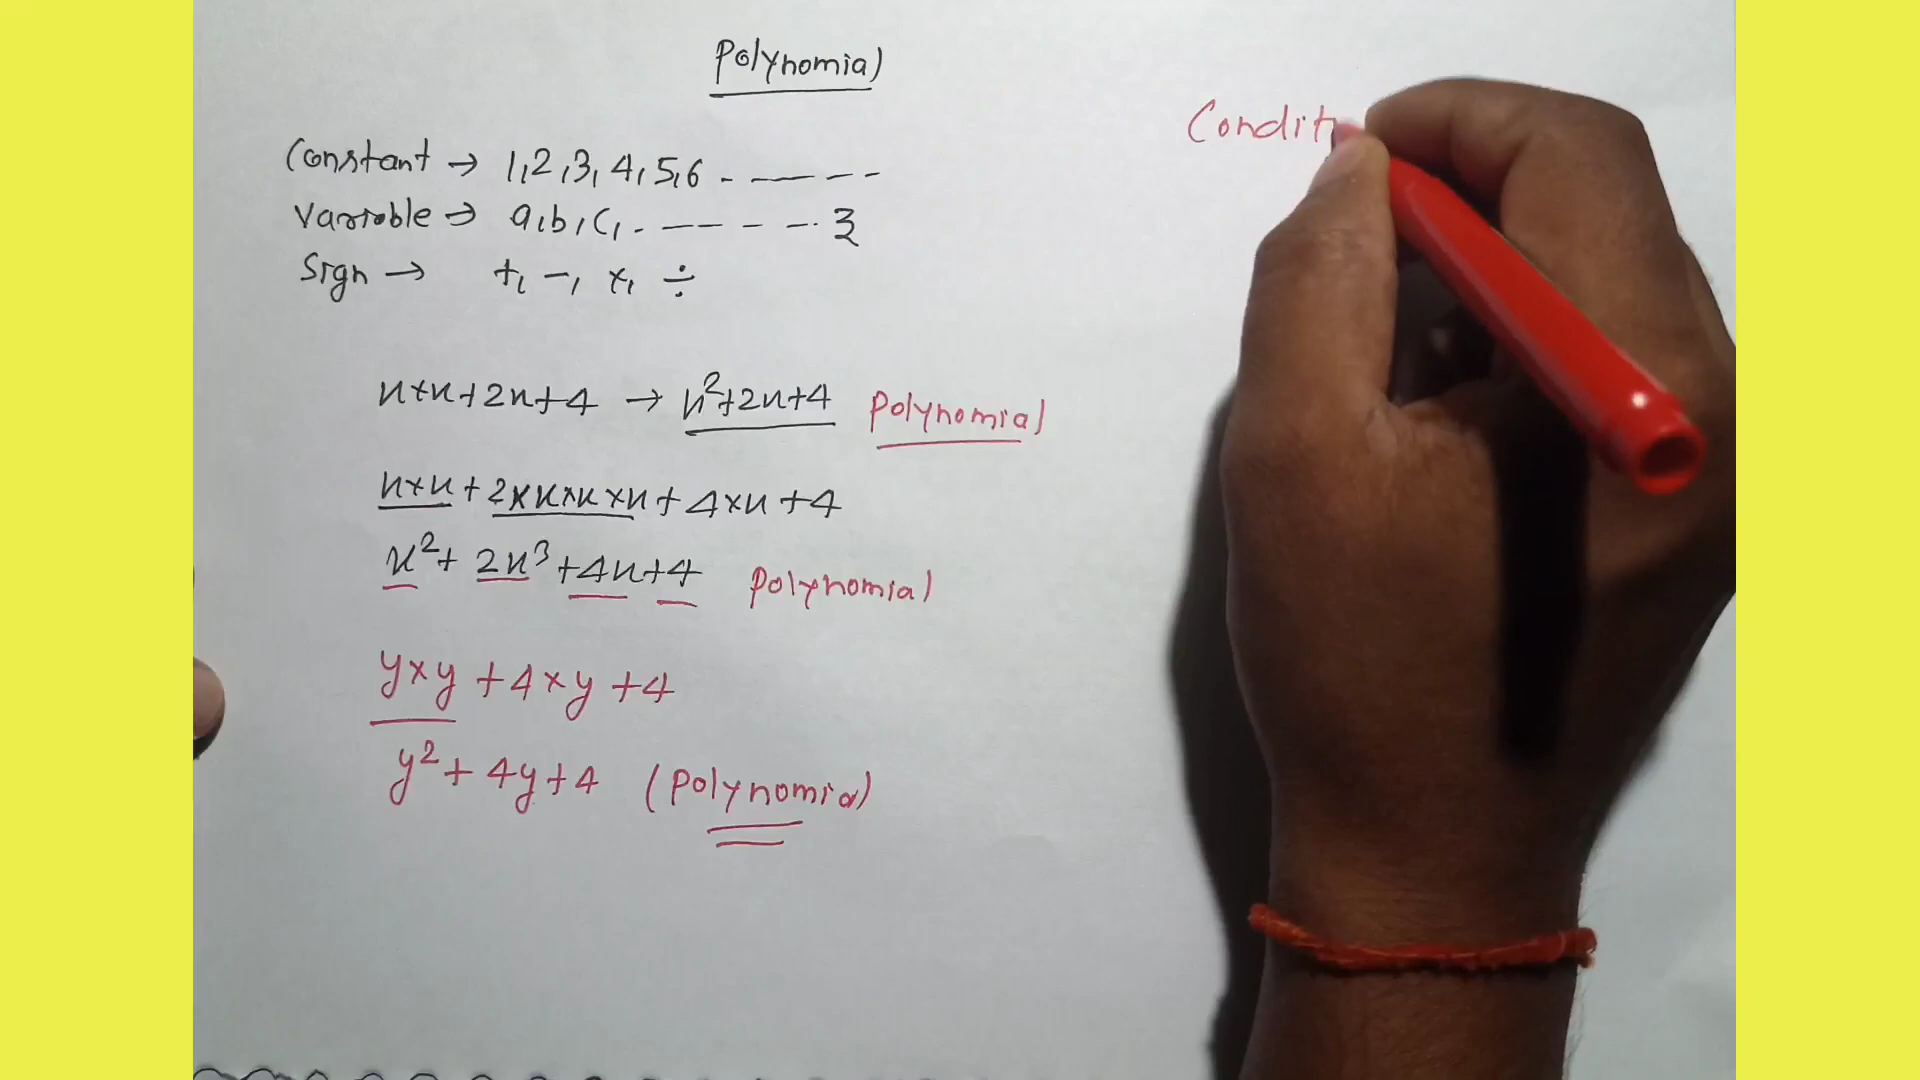 Polynomial
Constant → 1,2,3,4,5,6 - — — - -
Variable → a,b,c, - — — - - - z
Sign → +, -, ×, ÷
x×x+2x+4 → x²+2x+4 Polynomial
x×x + 2×x×x×x + 4×x + 4
x² + 2x³ + 4x + 4 Polynomial
y×y + 4×y + 4
y² + 4y + 4 (Polynomial)
Condit